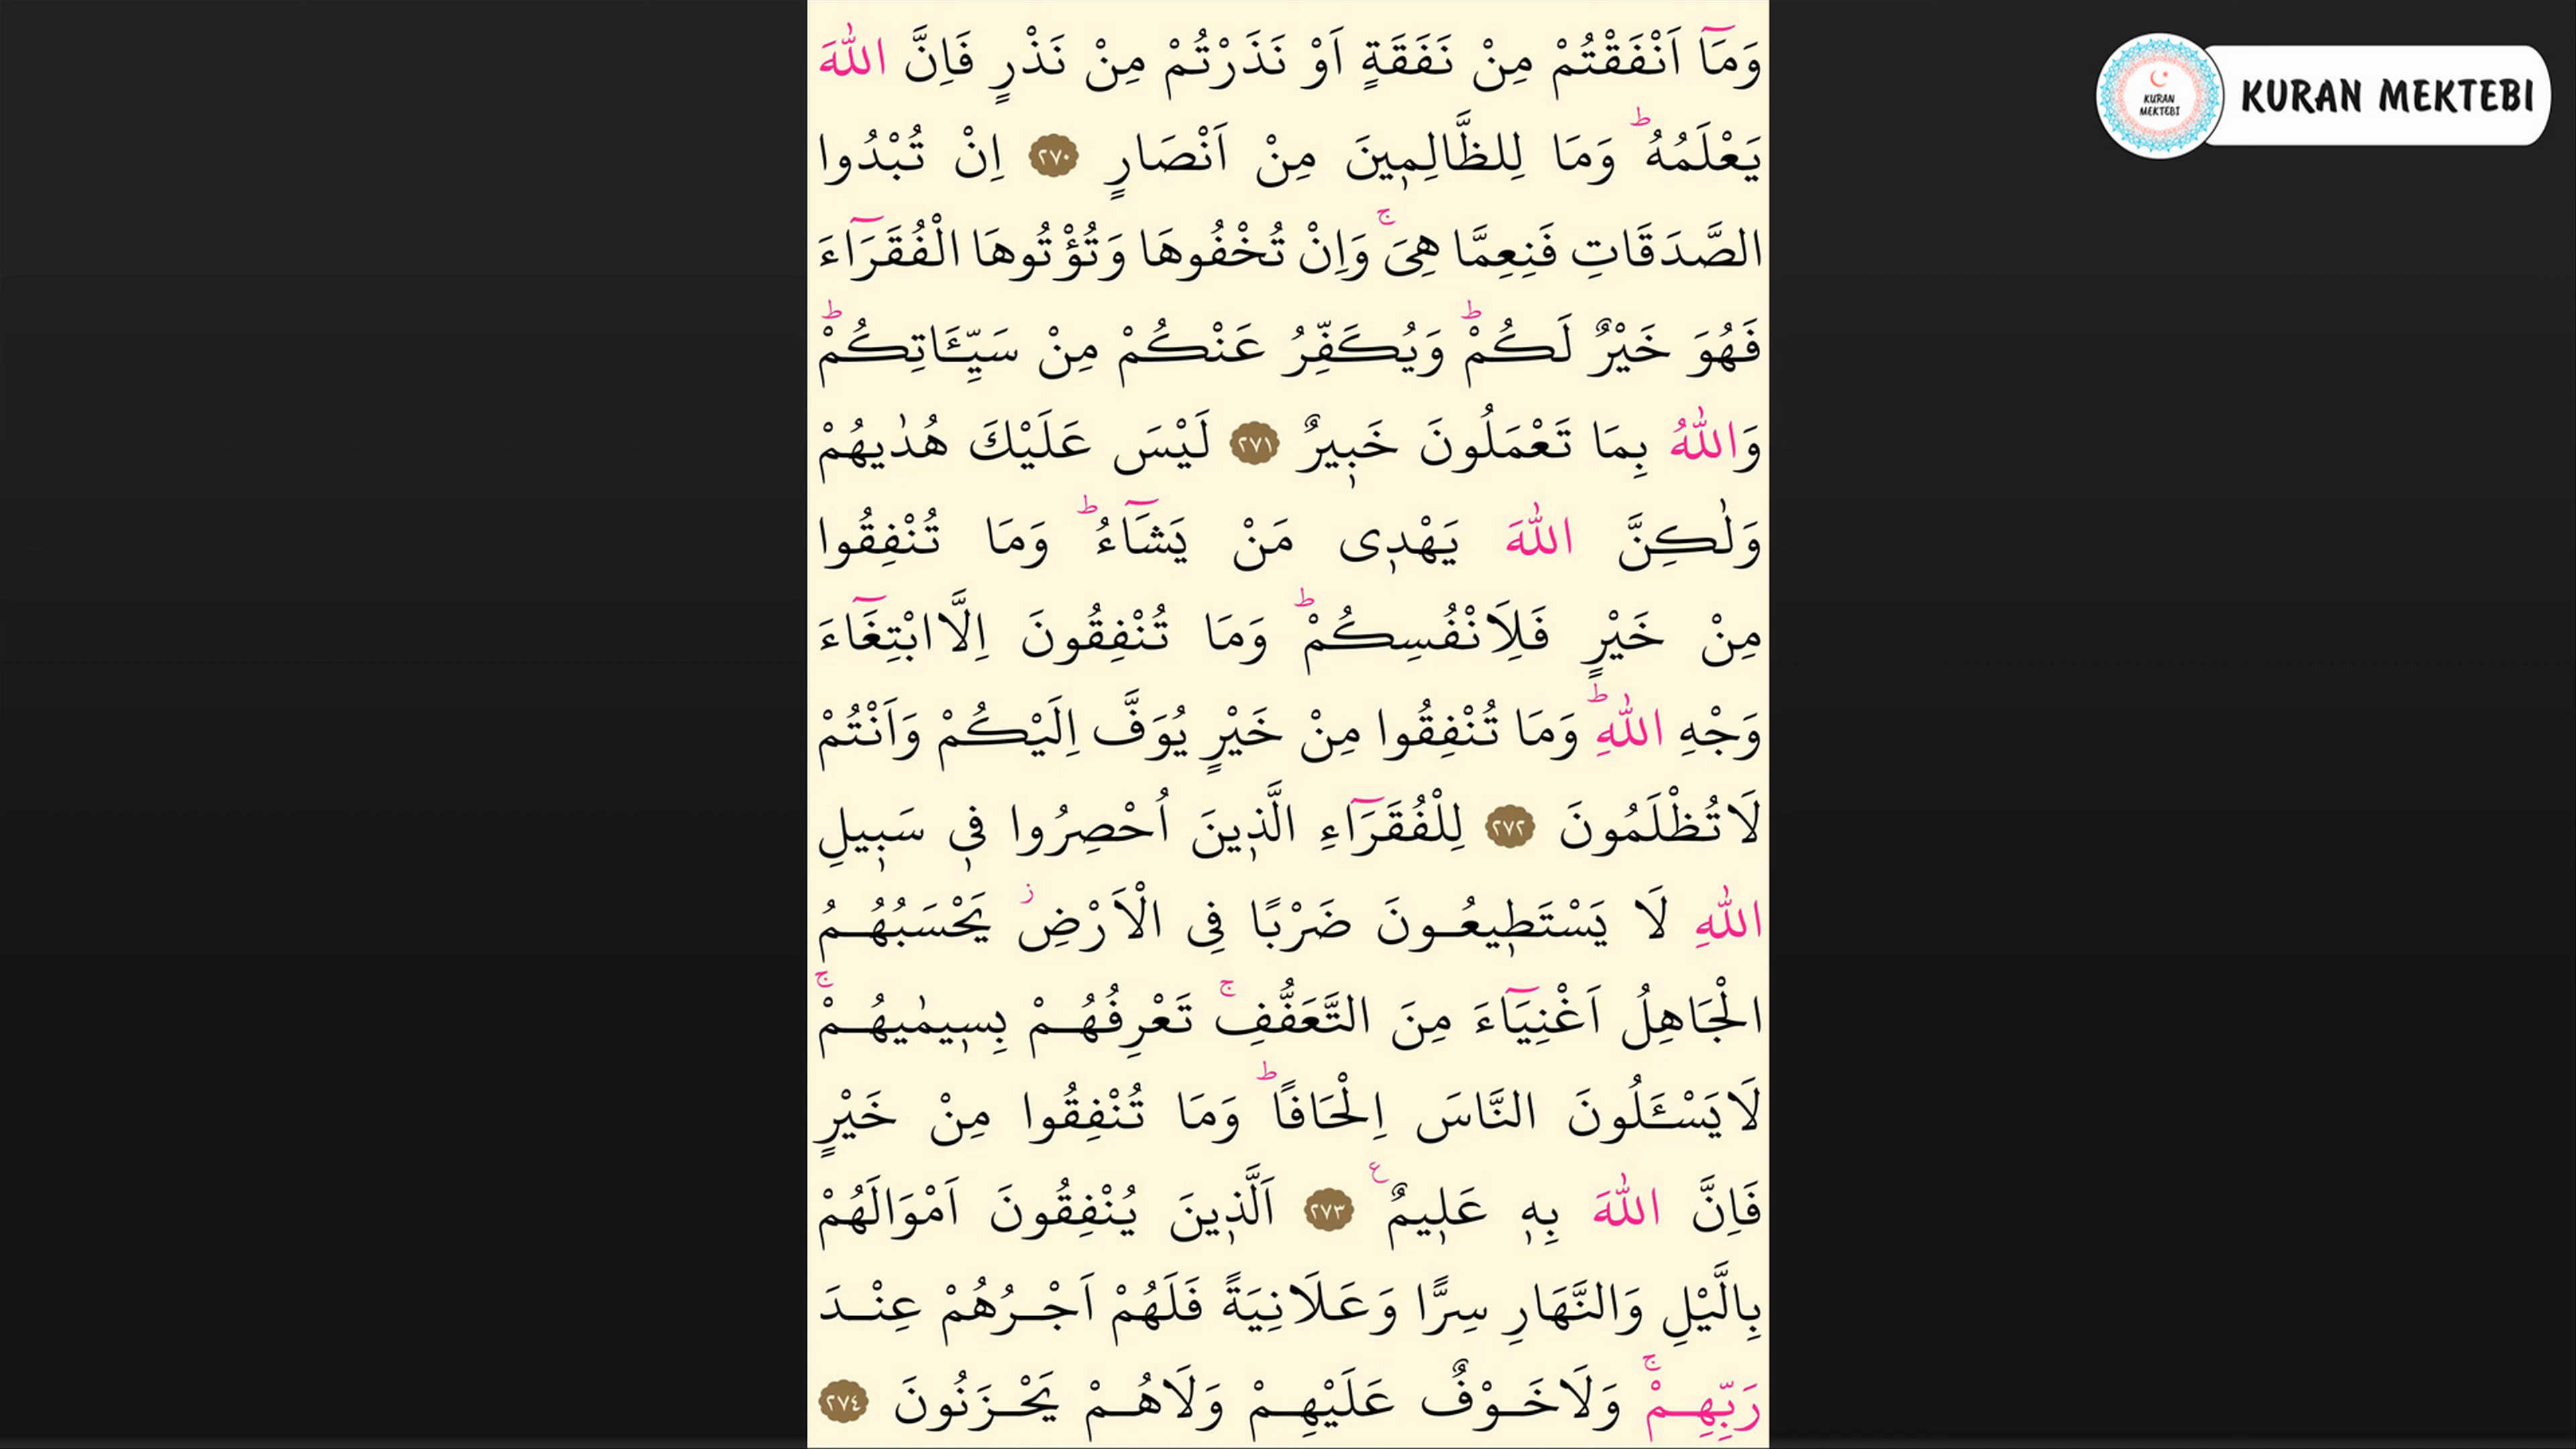 وَمَٓا اَنْفَقْتُمْ مِنْ نَفَقَةٍ اَوْ نَذَرْتُمْ مِنْ نَذْرٍ فَاِنَّ اللّٰهَ
يَعْلَمُهُۜ وَمَا لِلظَّالِم۪ينَ مِنْ اَنْصَارٍ ﴿٢٧٠﴾ اِنْ تُبْدُوا
الصَّدَقَاتِ فَنِعِمَّا هِىَۚ وَاِنْ تُخْفُوهَا وَتُؤْتُوهَا الْفُقَرَٓاءَ
فَهُوَ خَيْرٌ لَكُمْۜ وَيُكَفِّرُ عَنْكُمْ مِنْ سَيِّـَٔاتِكُمْۜ
وَاللّٰهُ بِمَا تَعْمَلُونَ خَب۪يرٌ ﴿٢٧١﴾ لَيْسَ عَلَيْكَ هُدٰيهُمْ
وَلٰكِنَّ اللّٰهَ يَهْد۪ى مَنْ يَشَٓاءُۜ وَمَا تُنْفِقُوا
مِنْ خَيْرٍ فَلِاَنْفُسِكُمْۜ وَمَا تُنْفِقُونَ اِلَّا ابْتِغَٓاءَ
وَجْهِ اللّٰهِۜ وَمَا تُنْفِقُوا مِنْ خَيْرٍ يُوَفَّ اِلَيْكُمْ وَاَنْتُمْ
لَا تُظْلَمُونَ ﴿٢٧٢﴾ لِلْفُقَرَٓاءِ الَّذ۪ينَ اُحْصِرُوا ف۪ى سَب۪يلِ
اللّٰهِ لَا يَسْتَط۪يعُونَ ضَرْبًا فِى الْاَرْضِۘ يَحْسَبُهُمُ
الْجَاهِلُ اَغْنِيَٓاءَ مِنَ التَّعَفُّفِۚ تَعْرِفُهُمْ بِس۪يمٰيهُمْۚ
لَا يَسْـَٔلُونَ النَّاسَ اِلْحَافًاۜ وَمَا تُنْفِقُوا مِنْ خَيْرٍ
فَاِنَّ اللّٰهَ بِه۪ عَل۪يمٌ ع ﴿٢٧٣﴾ اَلَّذ۪ينَ يُنْفِقُونَ اَمْوَالَهُمْ
بِالَّيْلِ وَالنَّهَارِ سِرًّا وَعَلَانِيَةً فَلَهُمْ اَجْرُهُمْ عِنْدَ
رَبِّهِمْۚ وَلَا خَوْفٌ عَلَيْهِمْ وَلَا هُمْ يَحْزَنُونَ ﴿٢٧٤﴾
KURAN
MEKTEBI
KURAN MEKTEBI